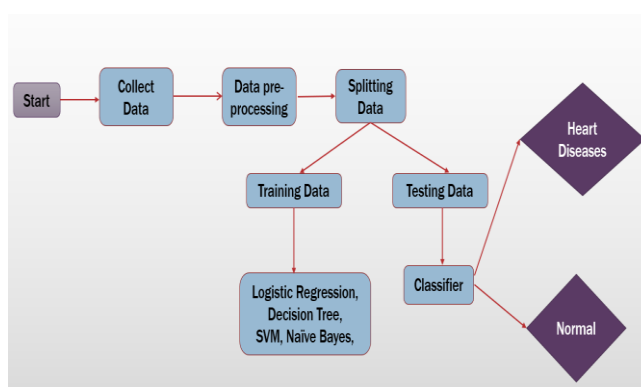 Start
Collect
Data
Data pre-
processing
Splitting
Data
Heart
Diseases
Training Data
Testing Data
Logistic Regression,
Decision Tree,
SVM, Naïve Bayes,
Classifier
Normal